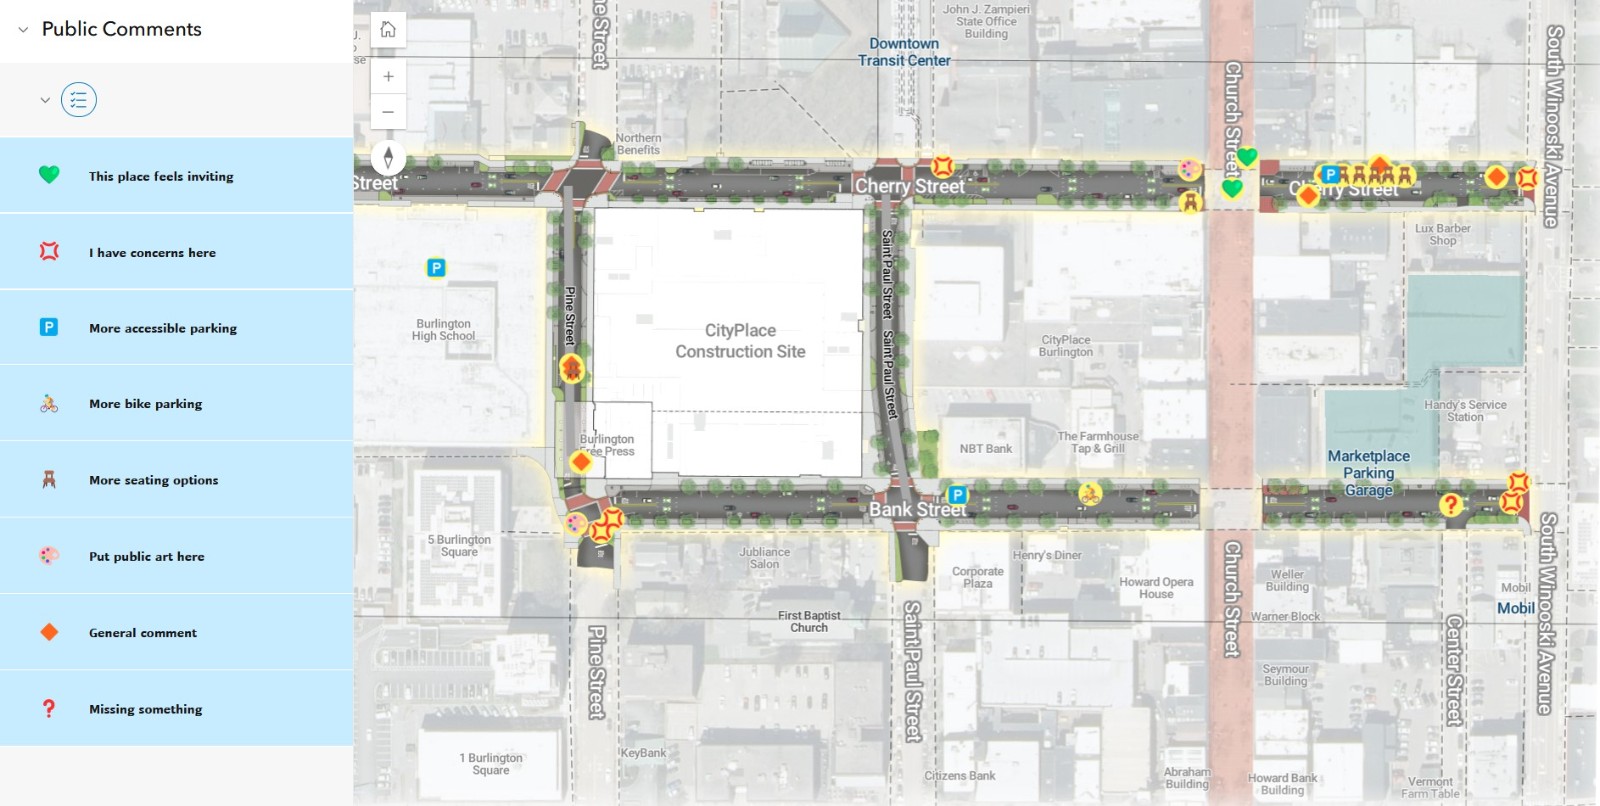 Public Comments
This place feels inviting
I have concerns here
More accessible parking
More bike parking
More seating options
Put public art here
General comment
Missing something
John J. Zampieri
State Office
Building
Downtown
Transit Center
Northern
Benefits
Church Street
South Winooski Avenue
Street
Cherry Street
Cherry Street
P
P
Lux Barber
Shop
Burlington
High School
Pine Street
CityPlace
Construction Site
Saint Paul Street
Saint Paul Street
CityPlace
Burlington
Handy's Service
Station
Burlington
Free Press
NBT Bank
The Farmhouse
Tap & Grill
Marketplace
Parking
Garage
P
Bank Street
5 Burlington
Square
Jubliance
Salon
Henry's Diner
Corporate
Plaza
Howard Opera
House
Church Street
Weller
Building
Mobil
Mobil
South Winooski Avenue
First Baptist
Church
Warner Block
Pine Street
Saint Paul Street
Center Street
Seymour
Building
1 Burlington
Square
KeyBank
Citizens Bank
Abraham
Building
Howard Bank
Building
Vermont
Farm Table